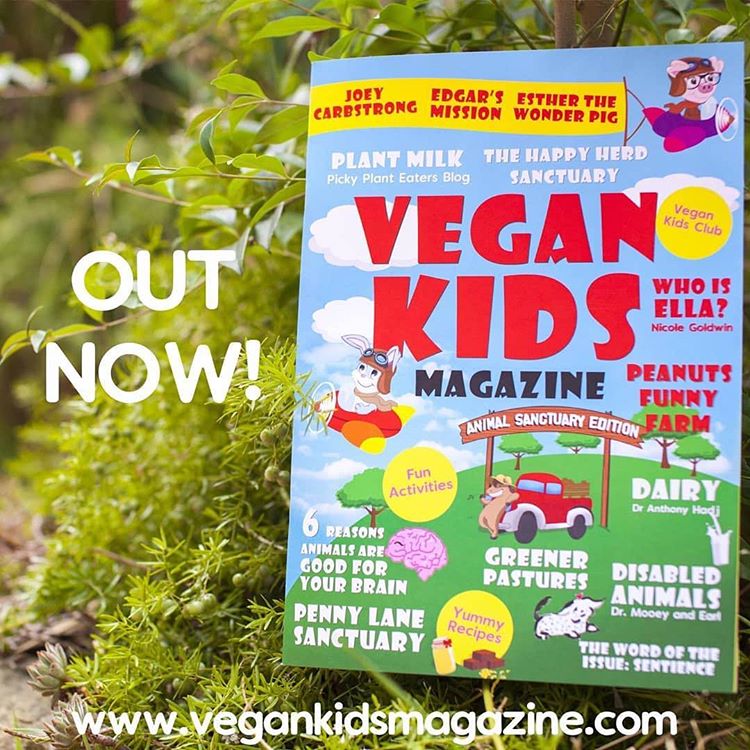 JOEY
CARBSTRONG
EDGAR'S
MISSION
ESTHER THE
WONDER PIG
PLANT MILK
Picky Plant Eaters Blog
THE HAPPY HERD
SANCTUARY
VEGAN
KIDS
MAGAZINE
Vegan
Kids Club
WHO IS
ELLA?
Nicole Goldwin
PEANUTS
FUNNY
FARM
ANIMAL SANCTUARY EDITION
OUT
NOW!
Fun
Activities
DAIRY
Dr Anthony Hadj
6 REASONS
ANIMALS ARE
GOOD FOR
YOUR BRAIN
GREENER
PASTURES
DISABLED
ANIMALS
Dr. Mooey and Earl
PENNY LANE
SANCTUARY
Yummy
Recipes
THE WORD OF THE
ISSUE: SENTIENCE
www.vegankidsmagazine.com